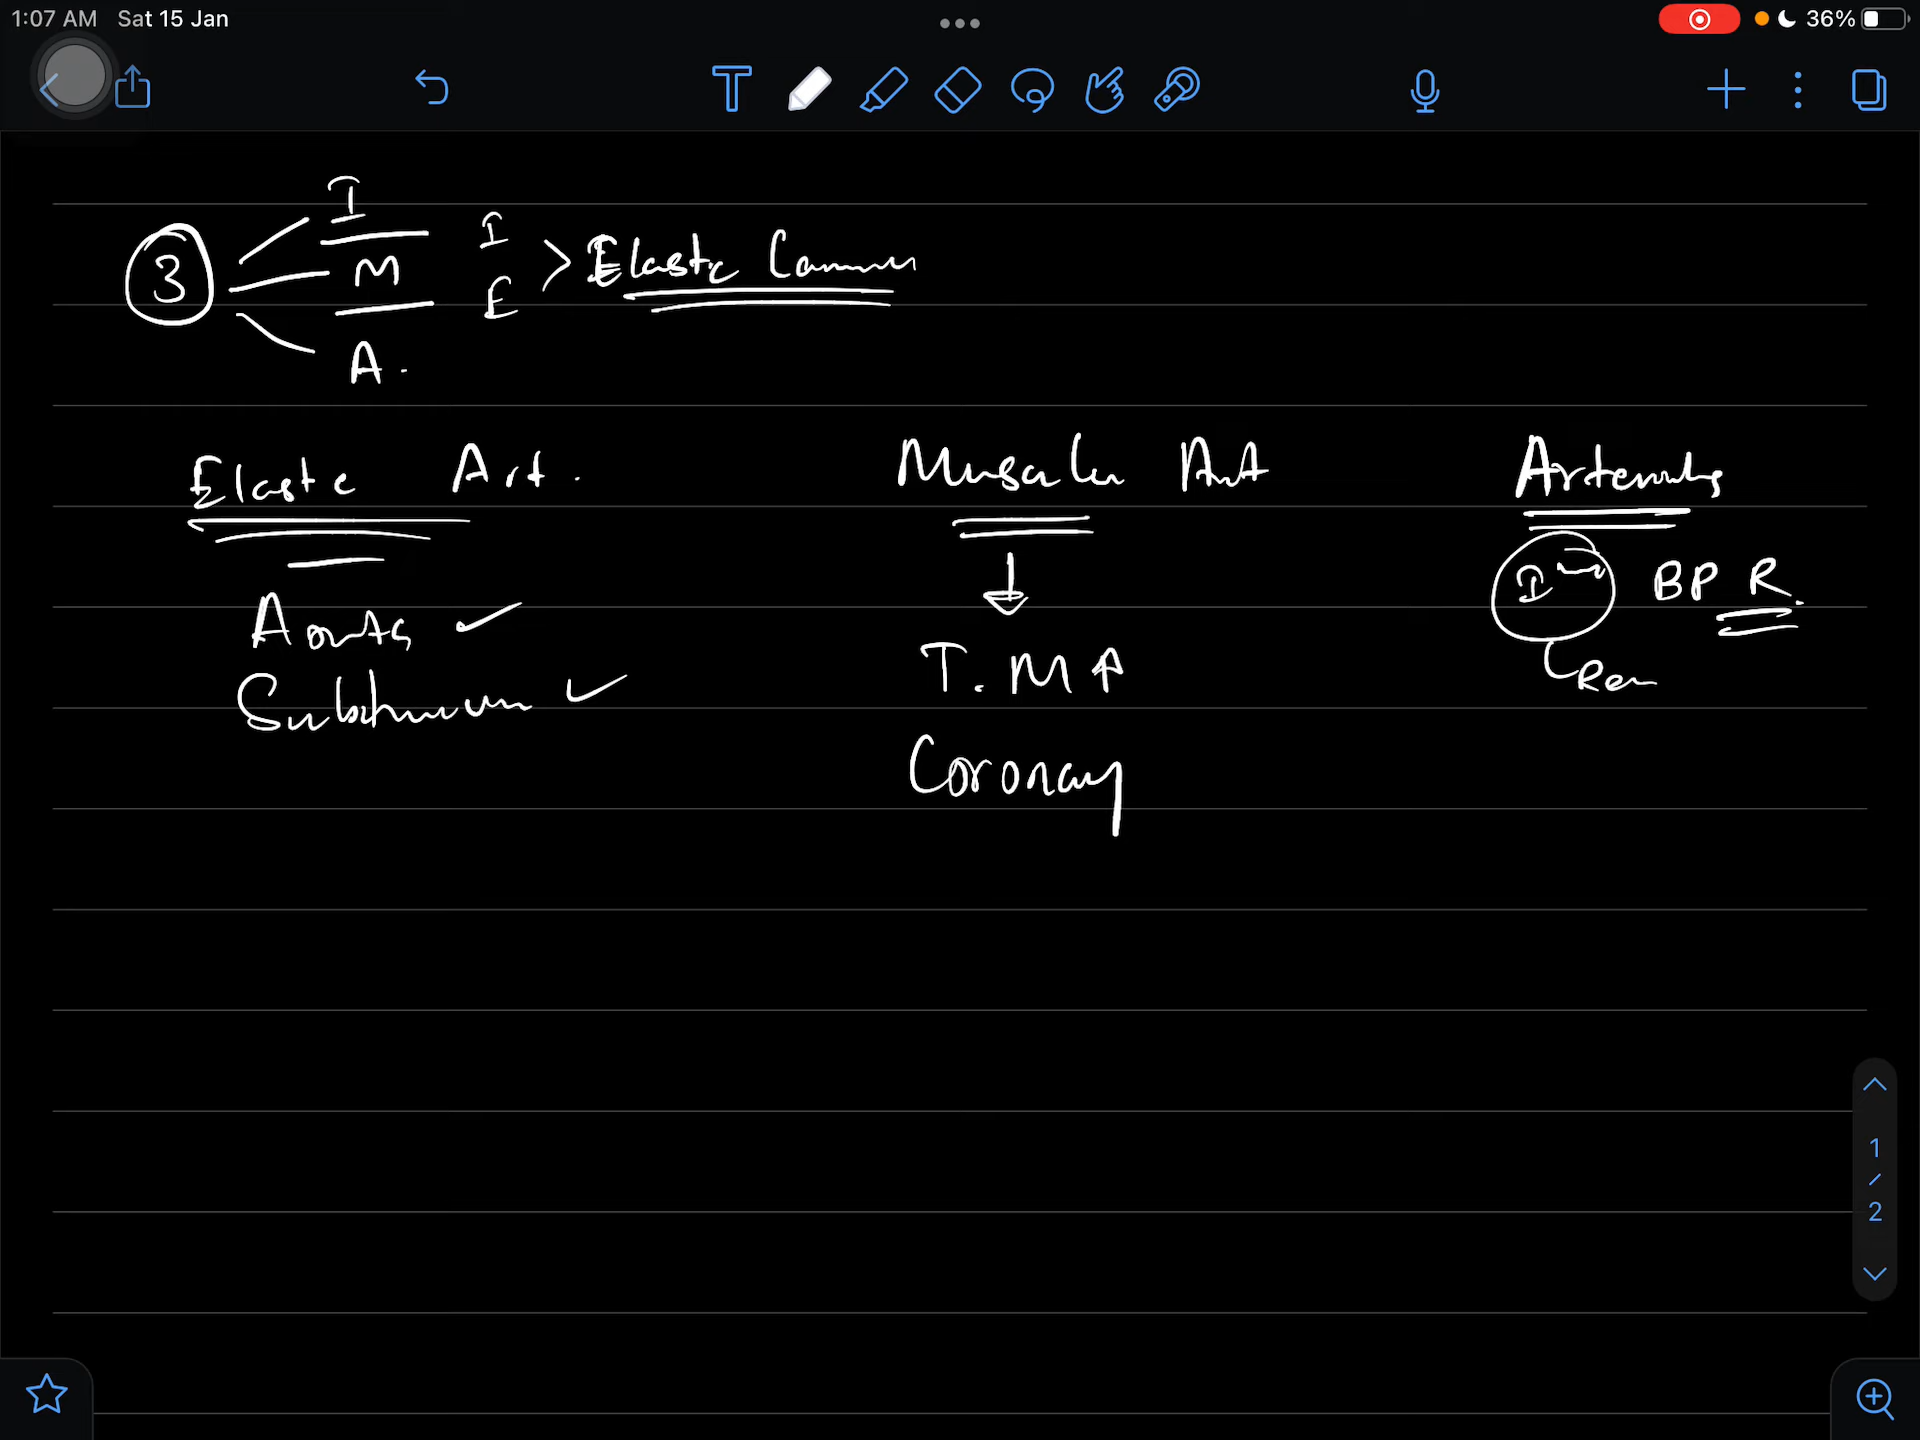 1:07 AM Sat 15 Jan
36%
T
I
3 M I > Elastic
E
A.
Elastic Art. Muscular Art Arterioles
BP R.
Aorta
T. M ↑
Coronary
1
/
2